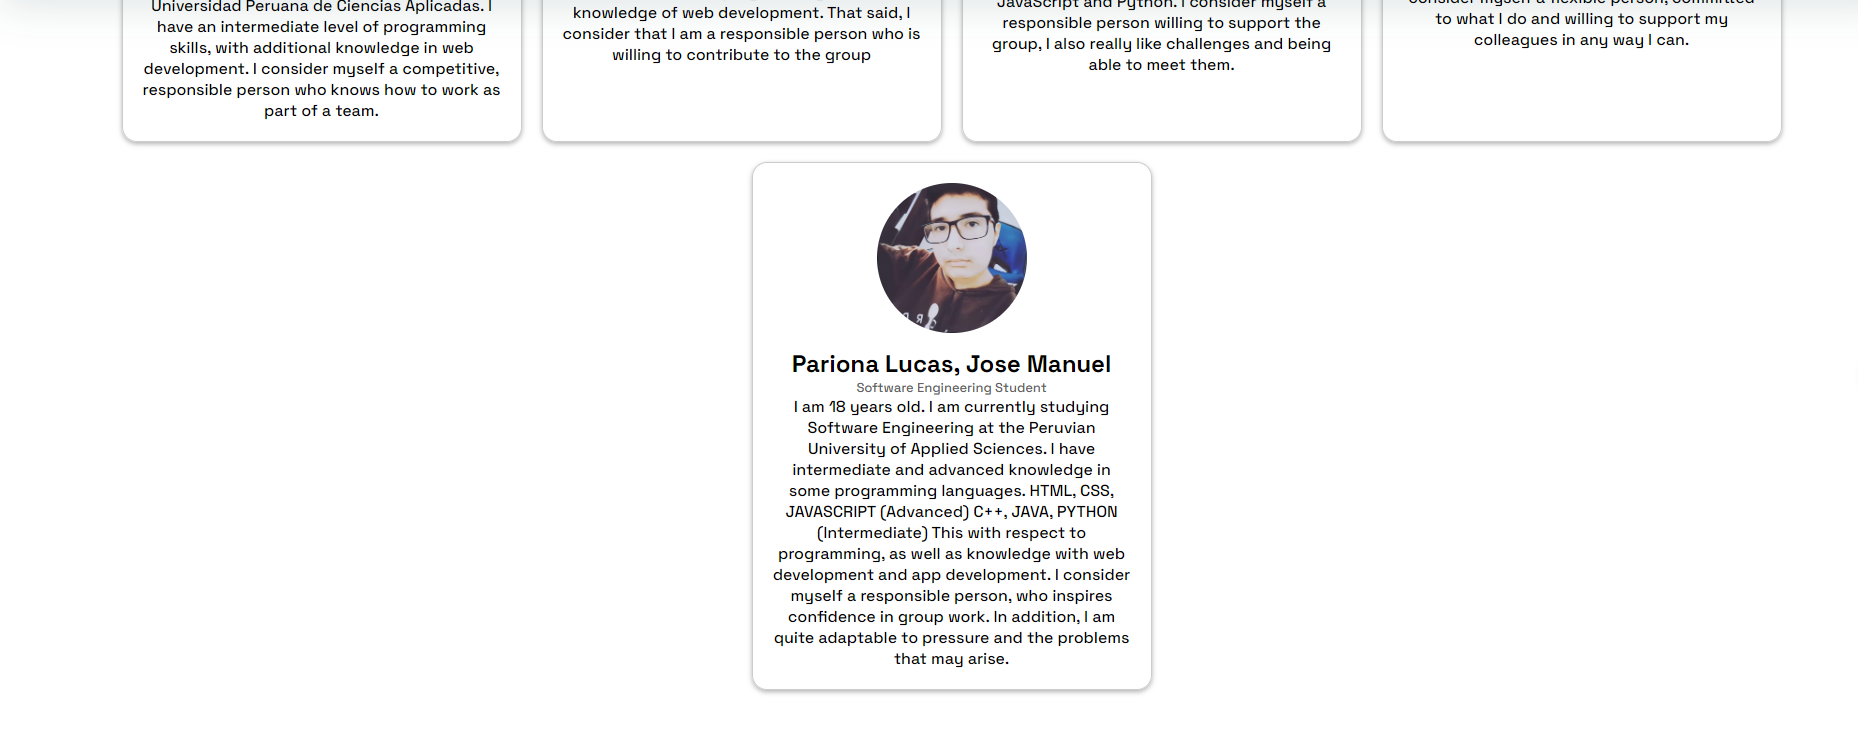 Universidad Peruana de Ciencias Aplicadas. I
have an intermediate level of programming
skills, with additional knowledge in web
development. I consider myself a competitive,
responsible person who knows how to work as
part of a team.
knowledge of web development. That said, I
consider that I am a responsible person who is
willing to contribute to the group
JavaScript and Python. I consider myself a
responsible person willing to support the
group, I also really like challenges and being
able to meet them.
consider myself a flexible person, committed
to what I do and willing to support my
colleagues in any way I can.
Pariona Lucas, Jose Manuel
Software Engineering Student
I am 18 years old. I am currently studying
Software Engineering at the Peruvian
University of Applied Sciences. I have
intermediate and advanced knowledge in
some programming languages. HTML, CSS,
JAVASCRIPT (Advanced) C++, JAVA, PYTHON
(Intermediate) This with respect to
programming, as well as knowledge with web
development and app development. I consider
myself a responsible person, who inspires
confidence in group work. In addition, I am
quite adaptable to pressure and the problems
that may arise.